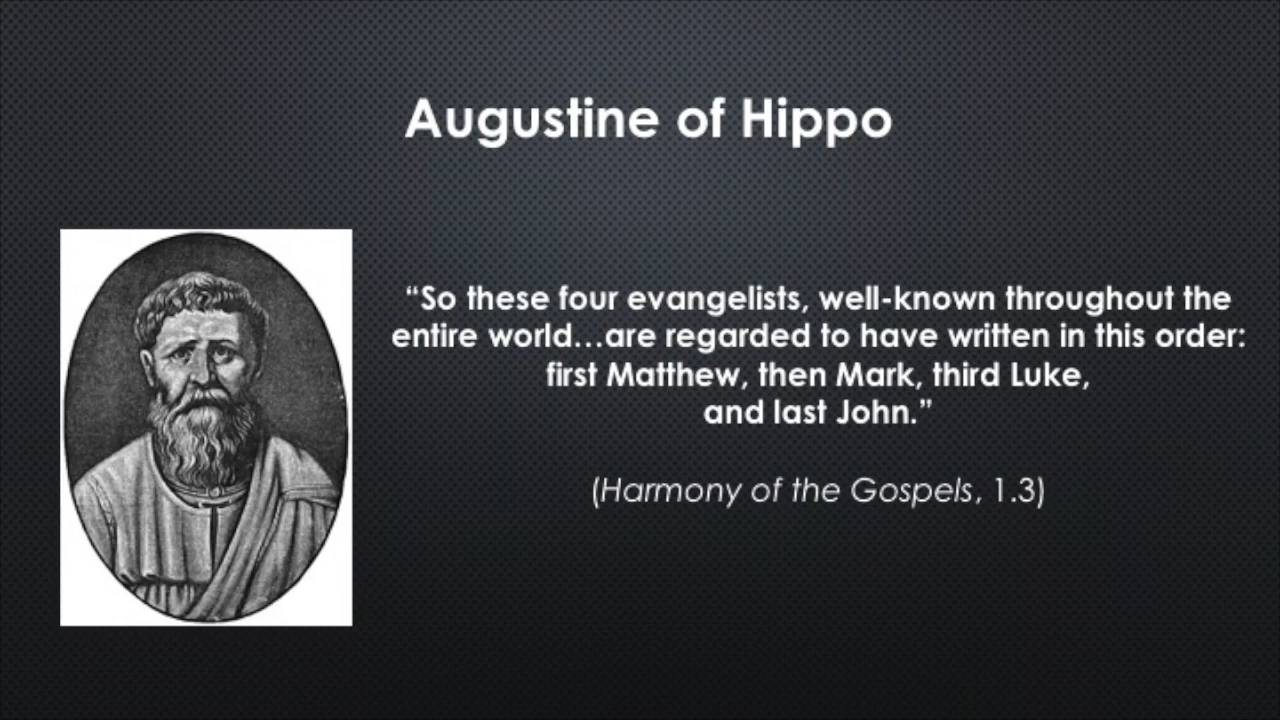 Augustine of Hippo
“So these four evangelists, well-known throughout the
entire world…are regarded to have written in this order:
first Matthew, then Mark, third Luke,
and last John.”
(Harmony of the Gospels, 1.3)